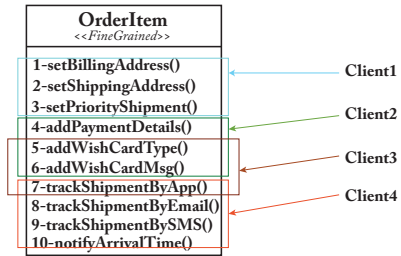 OrderItem
<<FineGrained>>
1-setBillingAddress()
2-setShippingAddress()
3-setPriorityShipment()
4-addPaymentDetails()
5-addWishCardType()
6-addWishCardMsg()
7-trackShipmentByApp()
8-trackShipmentByEmail()
9-trackShipmentBySMS()
10-notifyArrivalTime()
Client1
Client2
Client3
Client4